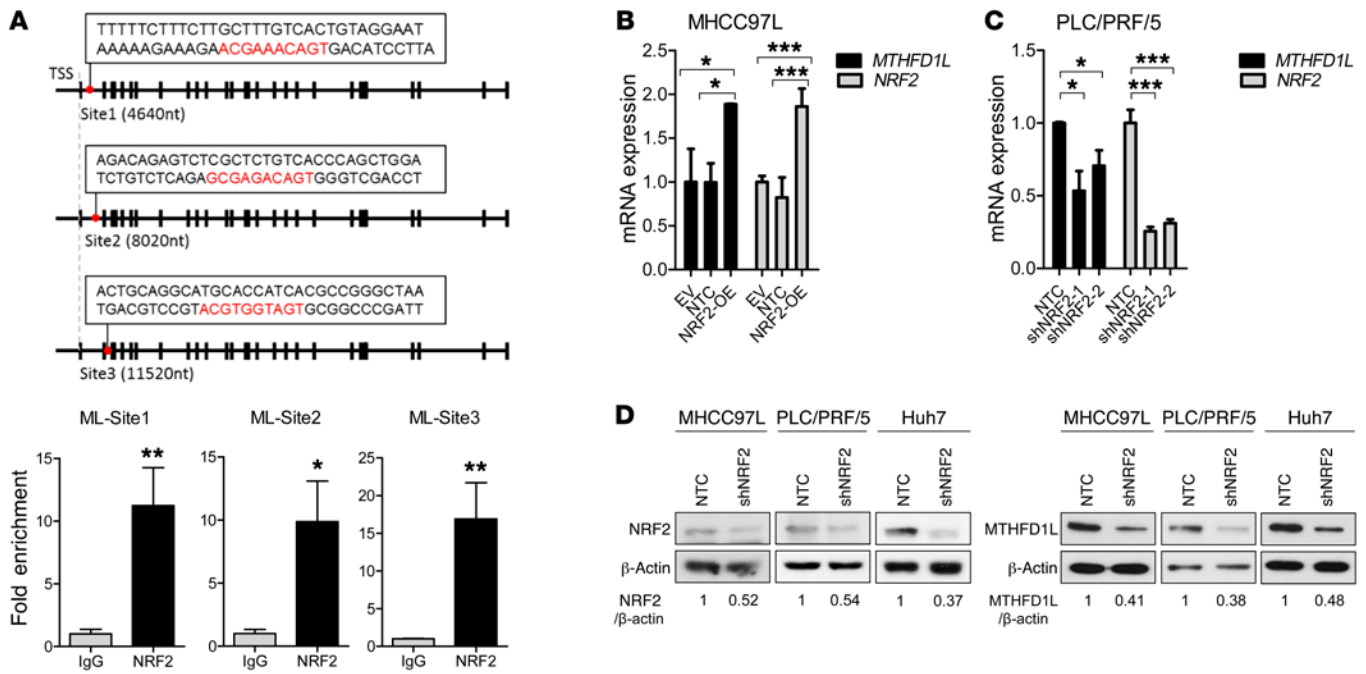 A
TTTTTCTTTCTTGCTTTGTCACTGTAGGAAT
AAAAAGAAAGAACGAAACAGTGACATCCTTA
TSS
Site1 (4640nt)
AGACAGAGTCTCGCTCTGTCACCCAGCTGGA
TCTGTCTCAGAGCGAGACAGTGGGTCGACCT
Site2 (8020nt)
ACTGCAGGCATGCACCATCACGCCGGGCTAA
TGACGTCCGTACGTGGTAGTGCGGCCCGATT
Site3 (11520nt)
ML-Site1
ML-Site2
ML-Site3
Fold enrichment
15
10
5
0
**
IgG
NRF2
15
10
5
0
*
IgG
NRF2
25
20
15
10
5
0
**
IgG
NRF2
B
MHCC97L
mRNA expression
2.5
2.0
1.5
1.0
0.5
0.0
*
*
***
***
EV
NTC
NRF2-OE
EV
NTC
NRF2-OE
MTHFD1L
NRF2
C
PLC/PRF/5
mRNA expression
1.5
1.0
0.5
0.0
*
*
***
***
NTC
shNRF2-1
shNRF2-2
NTC
shNRF2-1
shNRF2-2
MTHFD1L
NRF2
D
MHCC97L PLC/PRF/5 Huh7
NTC shNRF2 NTC shNRF2 NTC shNRF2
NRF2
β-Actin
NRF2 1 0.52 1 0.54 1 0.37
/β-actin
MHCC97L PLC/PRF/5 Huh7
NTC shNRF2 NTC shNRF2 NTC shNRF2
MTHFD1L
β-Actin
MTHFD1L 1 0.41 1 0.38 1 0.48
/β-actin